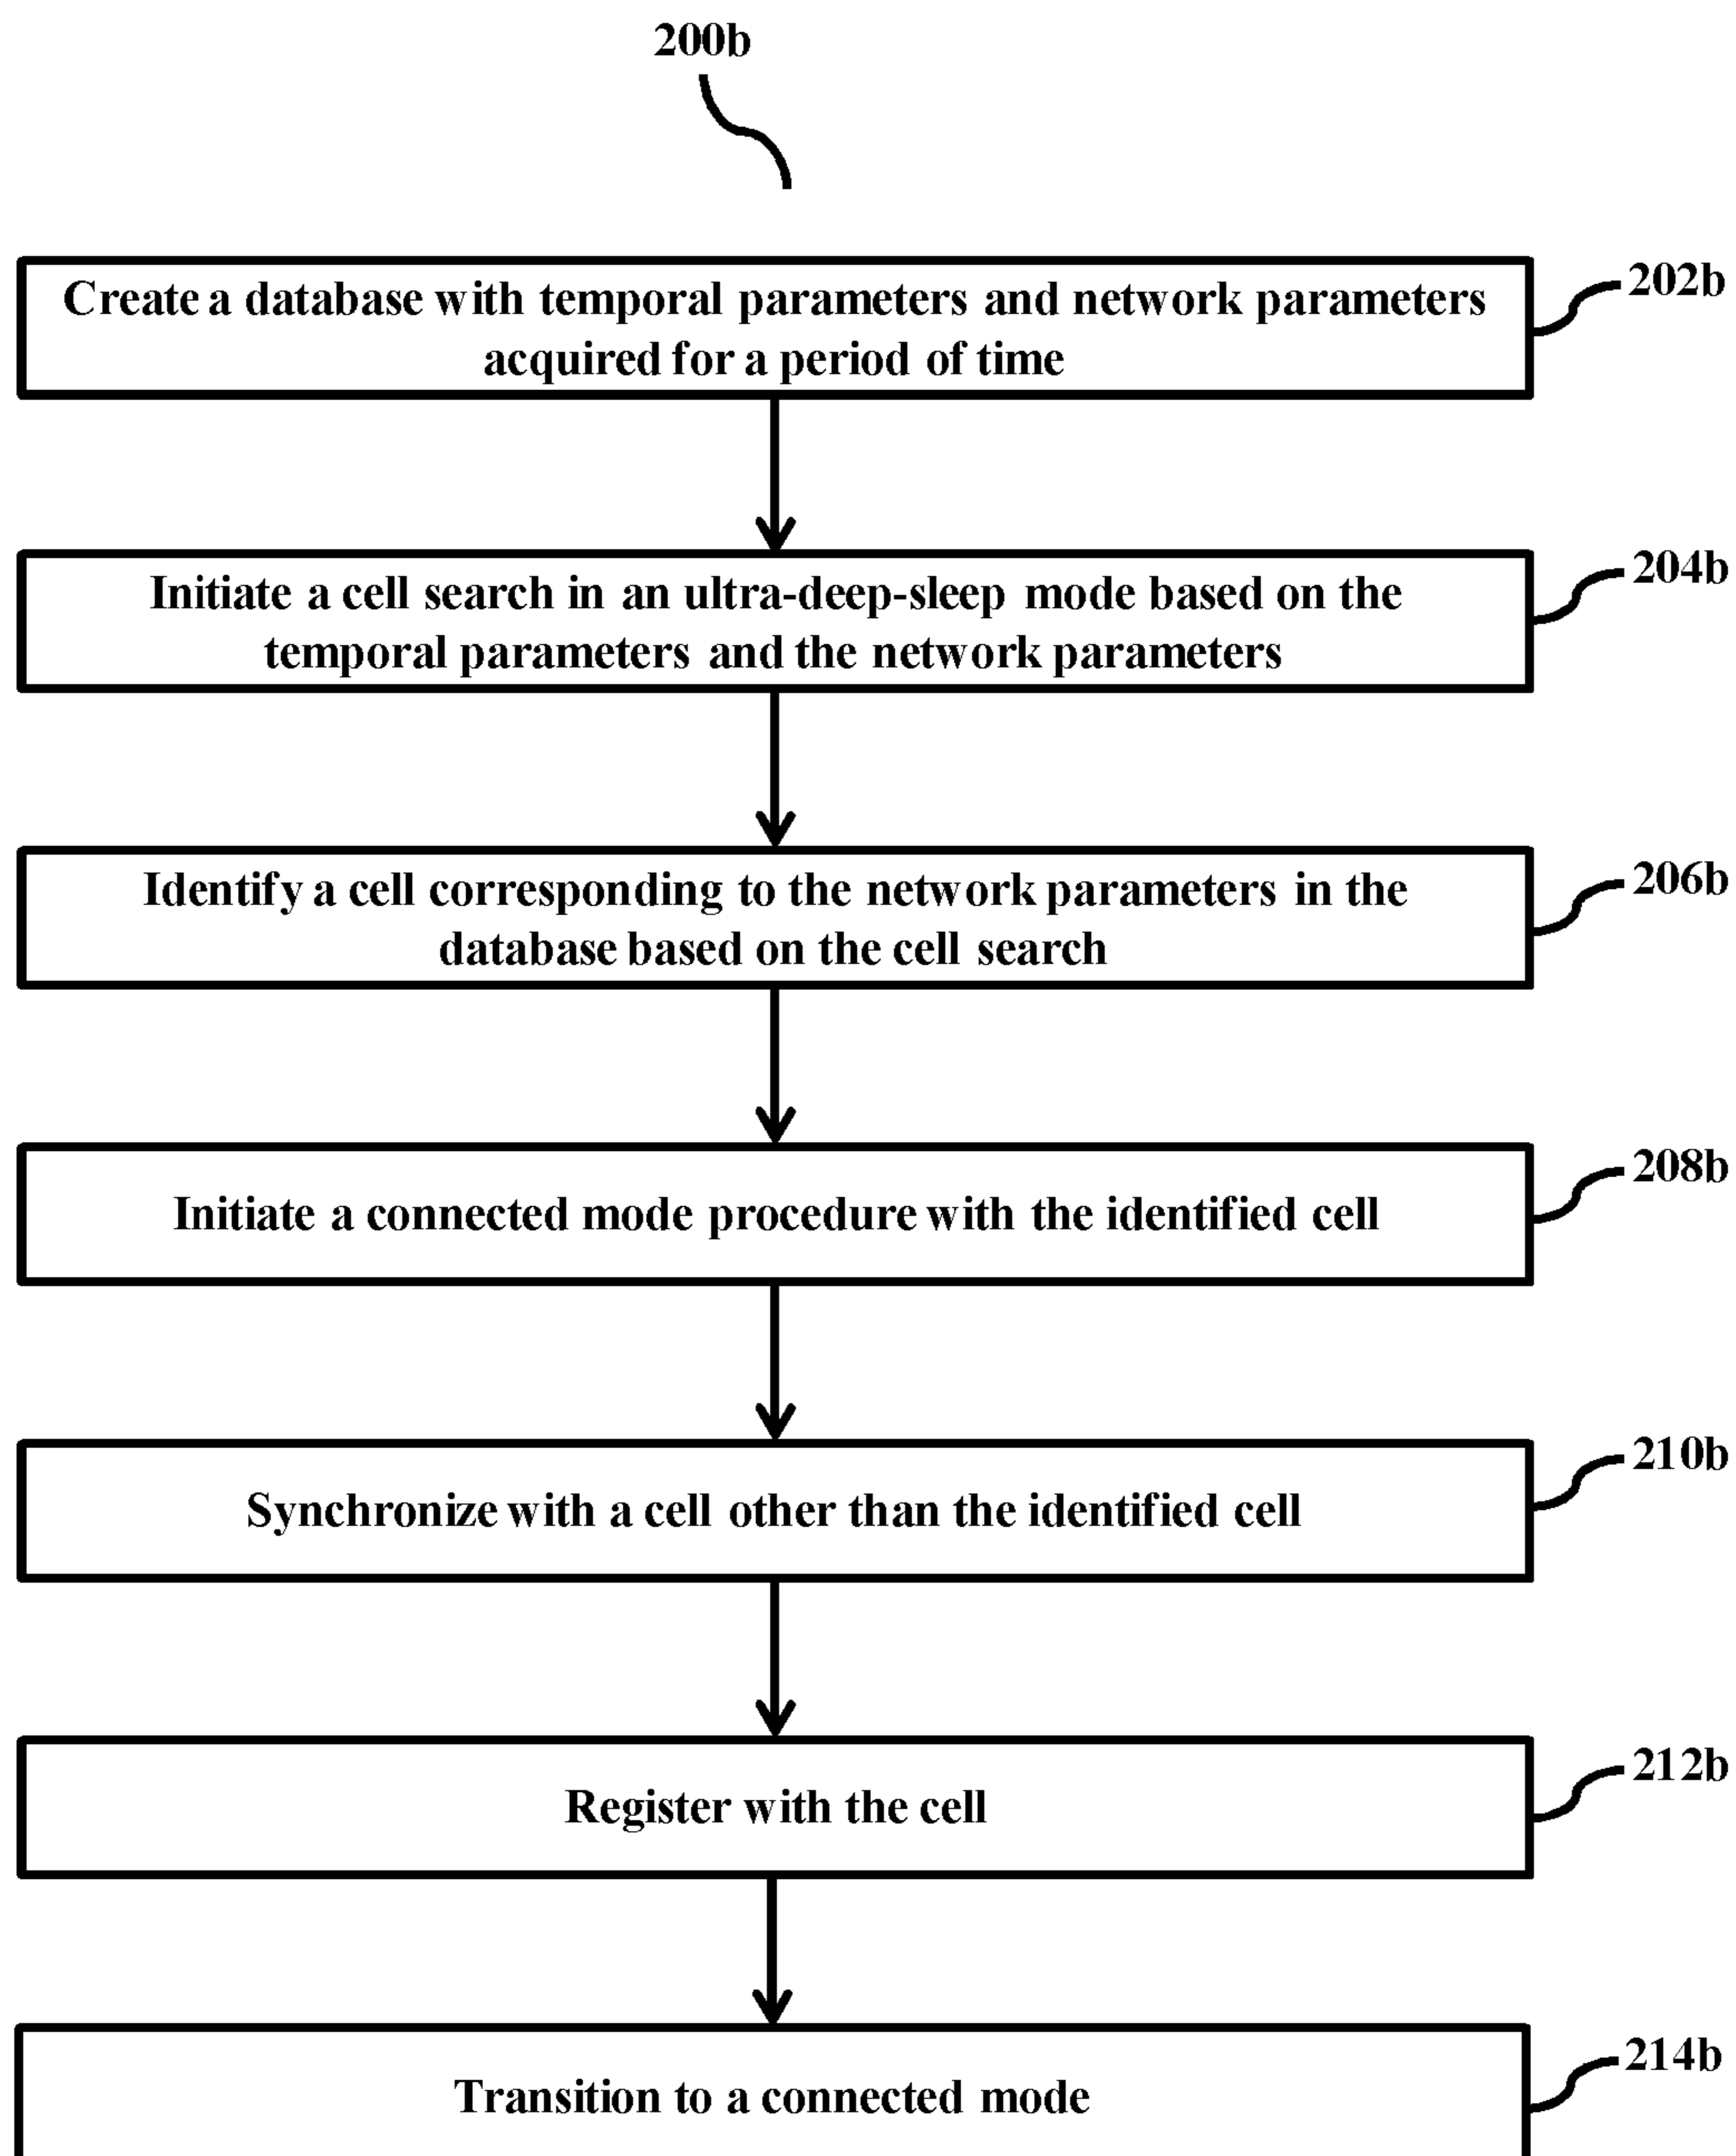 200b
Create a database with temporal parameters and network parameters
acquired for a period of time
202b
Initiate a cell search in an ultra-deep-sleep mode based on the
temporal parameters and the network parameters
204b
Identify a cell corresponding to the network parameters in the
database based on the cell search
206b
Initiate a connected mode procedure with the identified cell
208b
Synchronize with a cell other than the identified cell
210b
Register with the cell
212b
Transition to a connected mode
214b